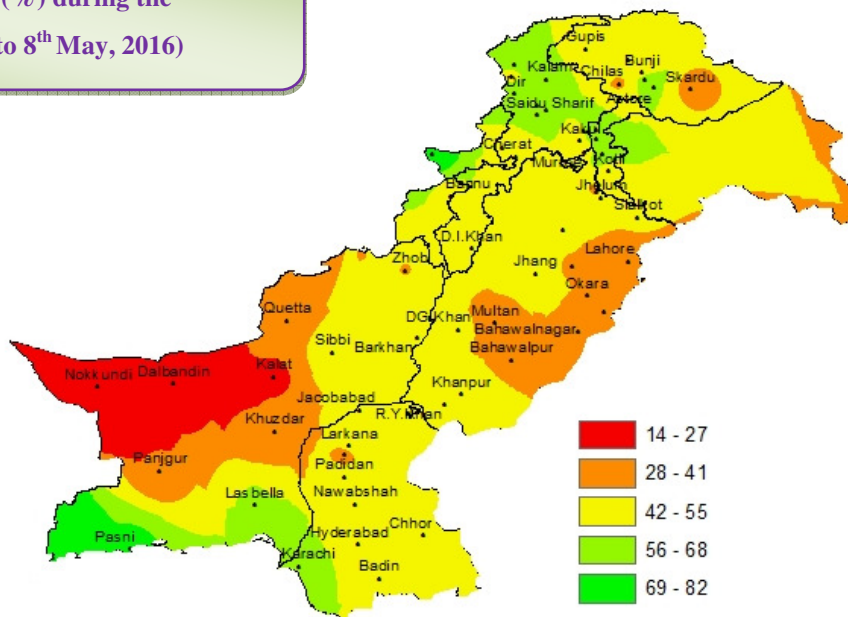 (%) during the
to 8th May, 2016)
Gupis
Kalam
Bunji
Chilas
Skardu
Dir
Astore
Saidu Sharif
Kakul
Cherat
Murree
Kotli
Bannu
Jhelum
Sialkot
D.I.Khan
Lahore
Zhob
Jhang
Okara
Quetta
DG Khan
Multan
Bahawalnagar
Sibbi
Barkhan
Bahawalpur
Nokkundi
Dalbandin
Kalat
Khanpur
Jacobabad
R.Y.Khan
Khuzdar
Larkana
14 - 27
Panjgur
Padidan
28 - 41
Lasbella
Nawabshah
42 - 55
Chhor
Pasni
Hyderabad
56 - 68
Karachi
Badin
69 - 82